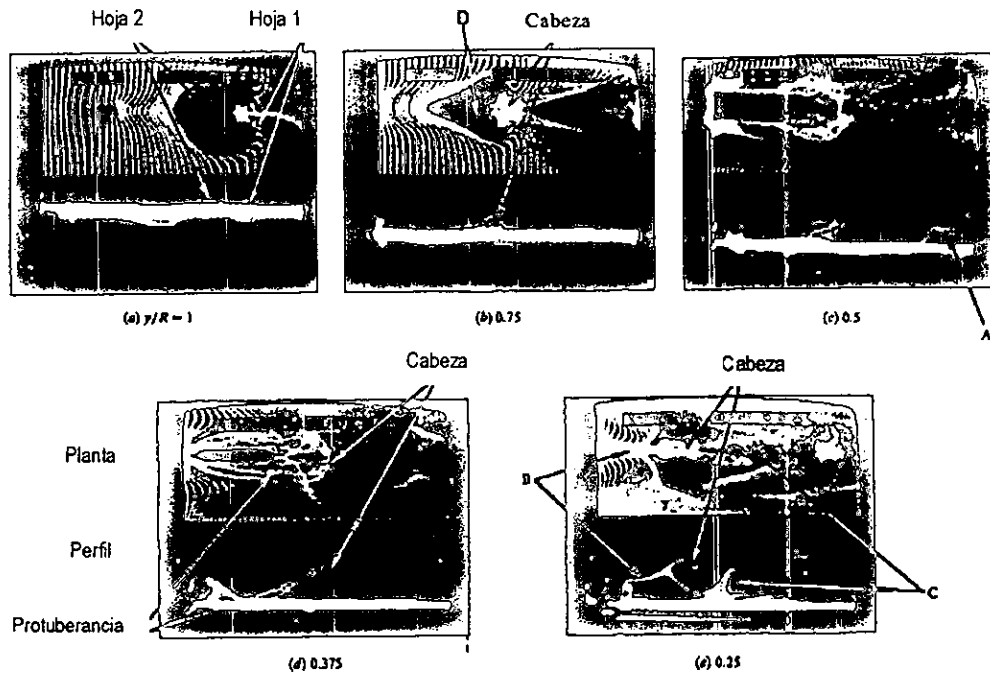 Hoja 2 Hoja 1
D Cabeza
(a) y/R = 1
(b) 0.75
(c) 0.5
A
Cabeza
Cabeza
Planta
Perfil
Protuberancia
C
(d) 0.375
(e) 0.25